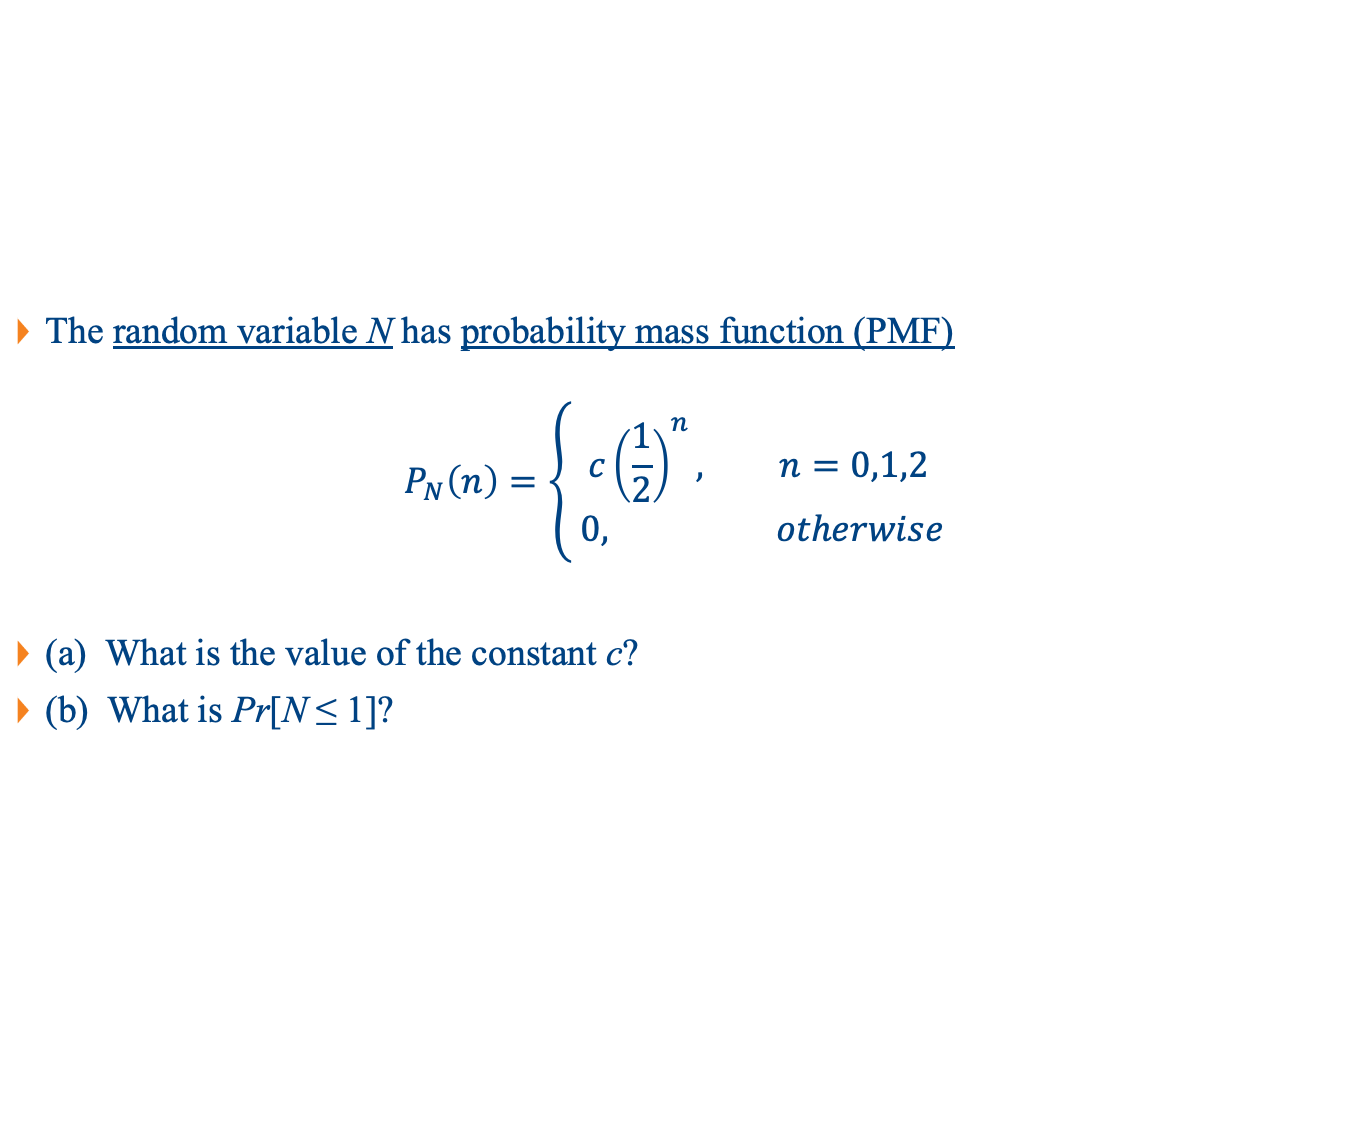 The random variable N has probability mass function (PMF)
P_N(n) = { c(1/2)^n, n = 0,1,2
0, otherwise
(a) What is the value of the constant c?
(b) What is Pr[N ≤ 1]?